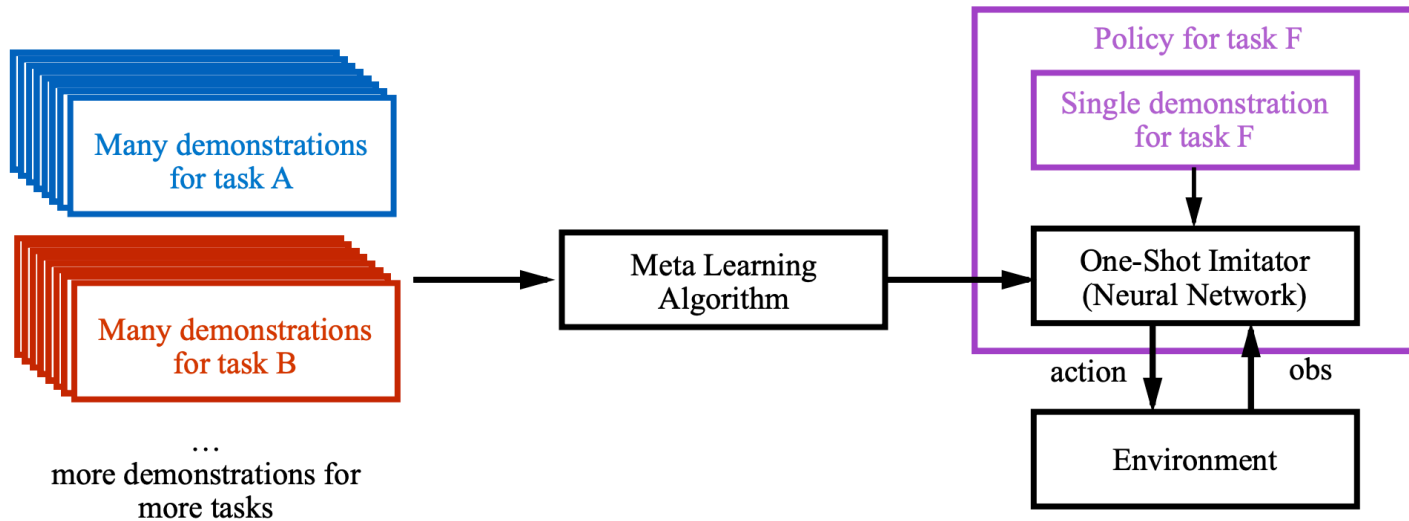 Many demonstrations
for task A
Many demonstrations
for task B
…
more demonstrations for
more tasks
Meta Learning
Algorithm
Policy for task F
Single demonstration
for task F
One-Shot Imitator
(Neural Network)
action
obs
Environment